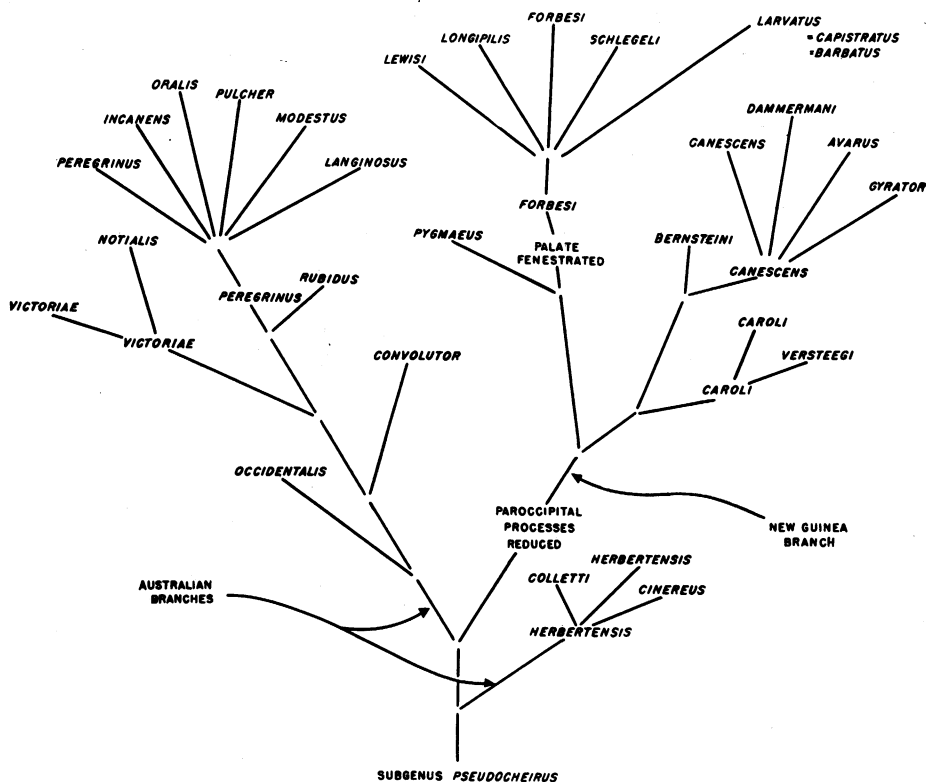 FORBESI
LARVATUS
= CAPISTRATUS
= BARBATUS
LONGIPILIS
SCHLEGELI
LEWISI
ORALIS
PULCHER
INCANENS
MODESTUS
PEREGRINUS
LANGINOSUS
DAMMERMANI
CANESCENS
AVARUS
GYRATOR
FORBESI
NOTIALIS
PYGMAEUS
PALATE
FENESTRATED
BERNSTEINI
CANESCENS
RUBIDUS
PEREGRINUS
VICTORIAE
VICTORIAE
CONVOLUTOR
CAROLI
VERSTEEGI
CAROLI
OCCIDENTALIS
PAROCCIPITAL
PROCESSES
REDUCED
NEW GUINEA
BRANCH
AUSTRALIAN
BRANCHES
HERBERTENSIS
COLLETTI
CINEREUS
HERBERTENSIS
SUBGENUS PSEUDOCHEIRUS